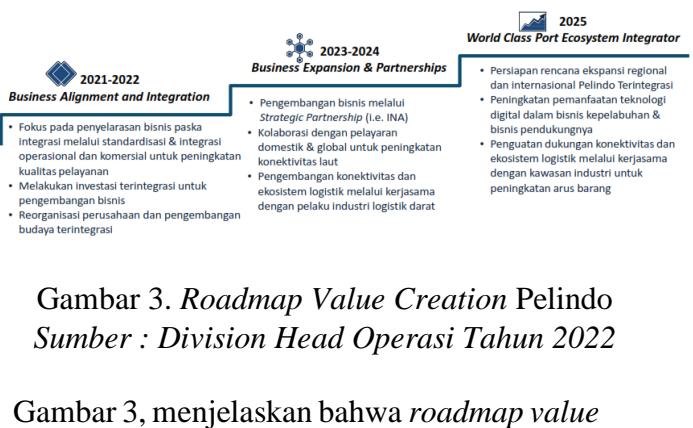 2021-2022
Business Alignment and Integration
• Fokus pada penyelarasan bisnis paska
integrasi melalui standardisasi & integrasi
operasional dan komersial untuk peningkatan
kualitas pelayanan
• Melakukan investasi terintegrasi untuk
pengembangan bisnis
• Reorganisasi perusahaan dan pengembangan
budaya terintegrasi
2023-2024
Business Expansion & Partnerships
• Pengembangan bisnis melalui
Strategic Partnership (i.e. INA)
• Kolaborasi dengan pelayaran
domestik & global untuk peningkatan
konektivitas laut
• Pengembangan konektivitas dan
ekosistem logistik melalui kerjasama
dengan pelaku industri logistik darat
2025
World Class Port Ecosystem Integrator
• Persiapan rencana ekspansi regional
dan internasional Pelindo Terintegrasi
• Peningkatan pemanfaatan teknologi
digital dalam bisnis kepelabuhan &
bisnis pendukungnya
• Penguatan dukungan konektivitas dan
ekosistem logistik melalui kerjasama
dengan kawasan industri untuk
peningkatan arus barang
Gambar 3. Roadmap Value Creation Pelindo
Sumber : Division Head Operasi Tahun 2022
Gambar 3, menjelaskan bahwa roadmap value